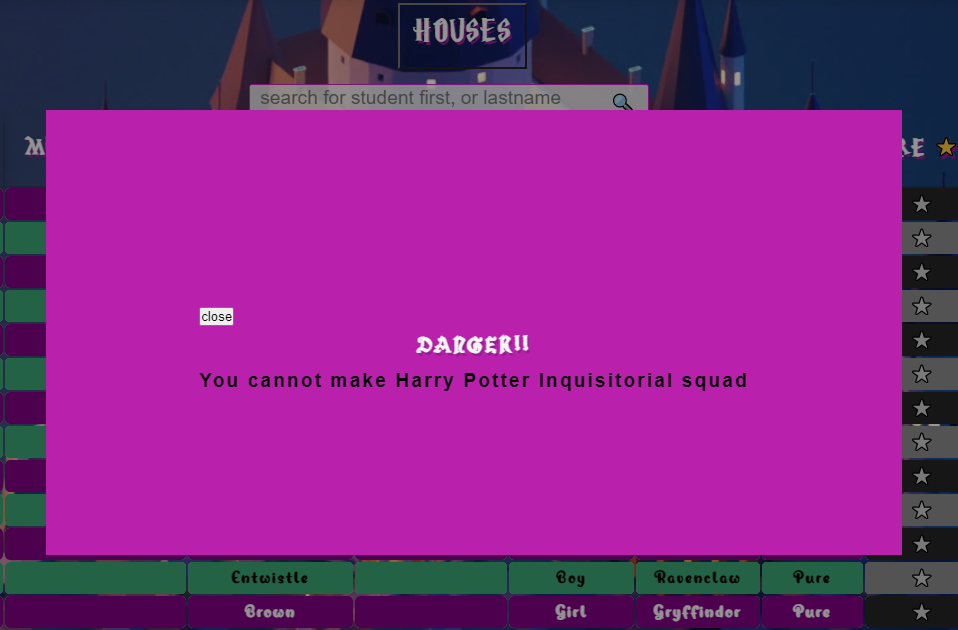 HOUSES
search for student first, or lastname
close
DANGER!!
You cannot make Harry Potter Inquisitorial squad
Entwistle Boy Ravenclaw Pure
Brown Girl Gryffindor Pure